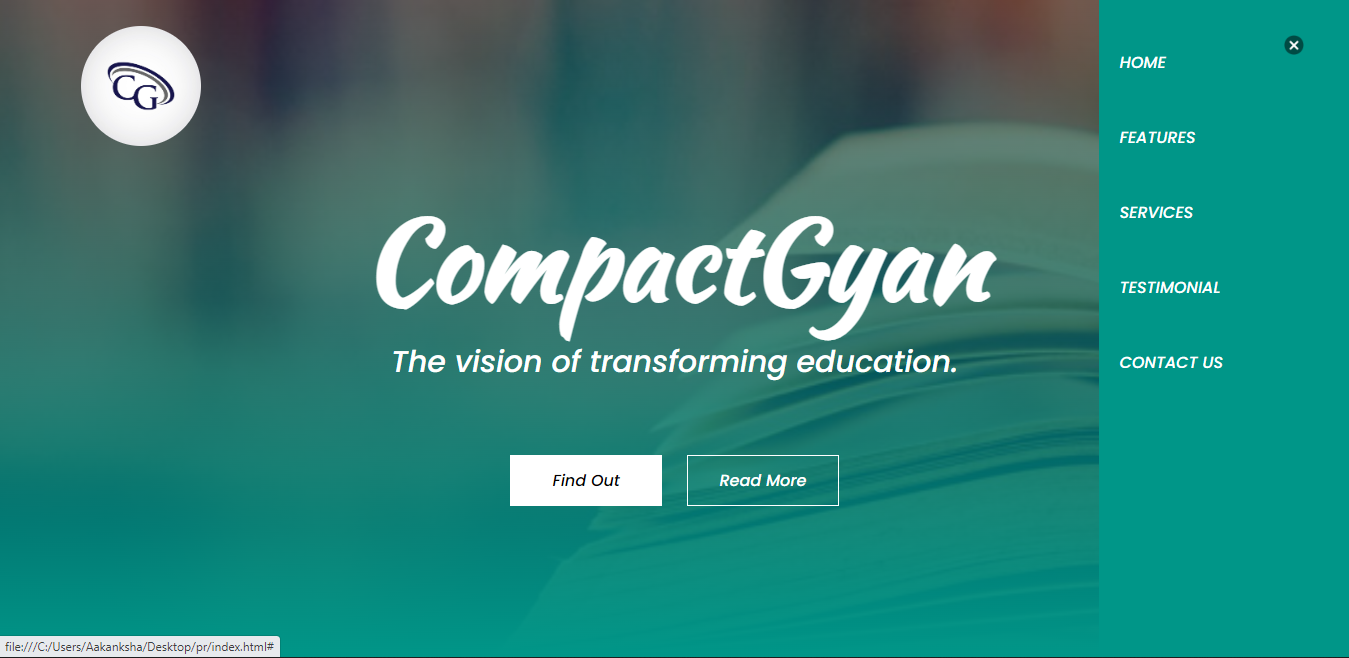 CG
HOME
FEATURES
SERVICES
TESTIMONIAL
CONTACT US
CompactGyan
The vision of transforming education.
Find Out
Read More
file:///C:/Users/Aakanksha/Desktop/pr/index.html#